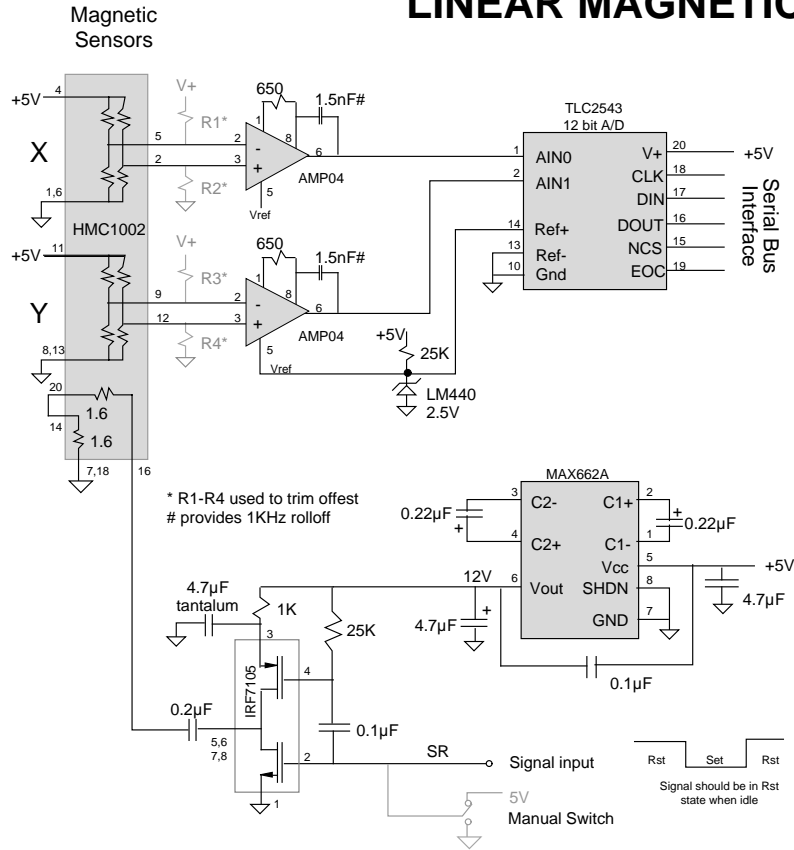 LINEAR MAGNETIC
Magnetic
Sensors
+5V
4
X
1,6
HMC1002
+5V
11
Y
8,13
20
1.6
14
1.6
7,18
16
V+
R1*
5
2
R2*
V+
R3*
9
12
R4*
650
1.5nF#
1
8
2
-
3
+
6
5
AMP04
Vref
650
1.5nF#
1
8
2
-
3
+
6
5
AMP04
Vref
+5V
25K
LM440
2.5V
TLC2543
12 bit A/D
1
AIN0
2
AIN1
14
Ref+
13
Ref-
10
Gnd
V+
20
+5V
CLK
18
DIN
17
DOUT
16
NCS
15
EOC
19
Serial Bus
Interface
* R1-R4 used to trim offest
# provides 1KHz rolloff
MAX662A
3
C2-
C1+
2
0.22µF
+
+
0.22µF
4
C2+
C1-
1
Vcc
5
+5V
12V
6
Vout
SHDN
8
4.7µF
GND
7
4.7µF
+
0.1µF
4.7µF
tantalum
1K
25K
3
IRF7105
4
0.2µF
5,6
7,8
0.1µF
2
1
SR
Signal input
5V
Manual Switch
Rst
Set
Rst
Signal should be in Rst
state when idle